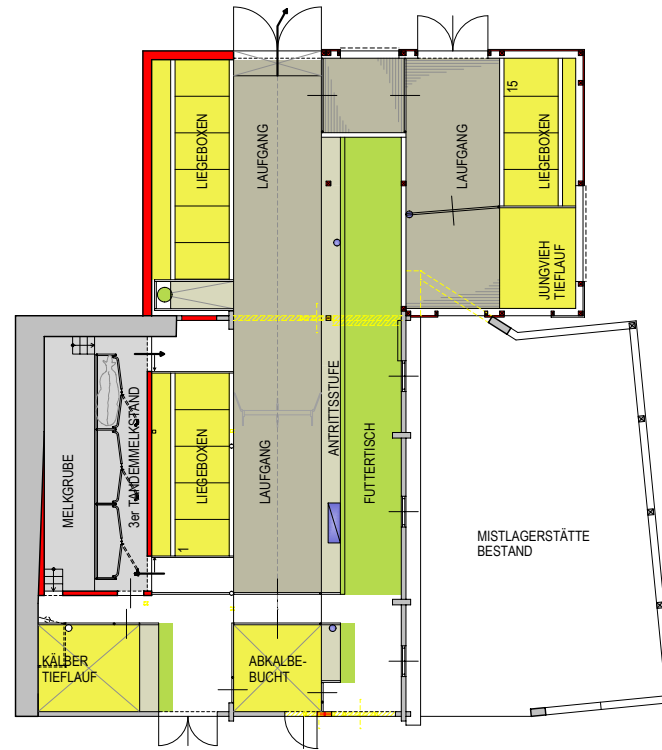 15
LIEGEBOXEN
LAUFGANG
LAUFGANG
LIEGEBOXEN
JUNGVIEH
TIEFLAUF
MELKGRUBE
3er TANDEMMELKSTAND
LIEGEBOXEN
1
LAUFGANG
ANTRITTSSTUFE
FUTTERTISCH
MISTLAGERSTÄTTE
BESTAND
KÄLBER
TIEFLAUF
ABKALBE-
BUCHT